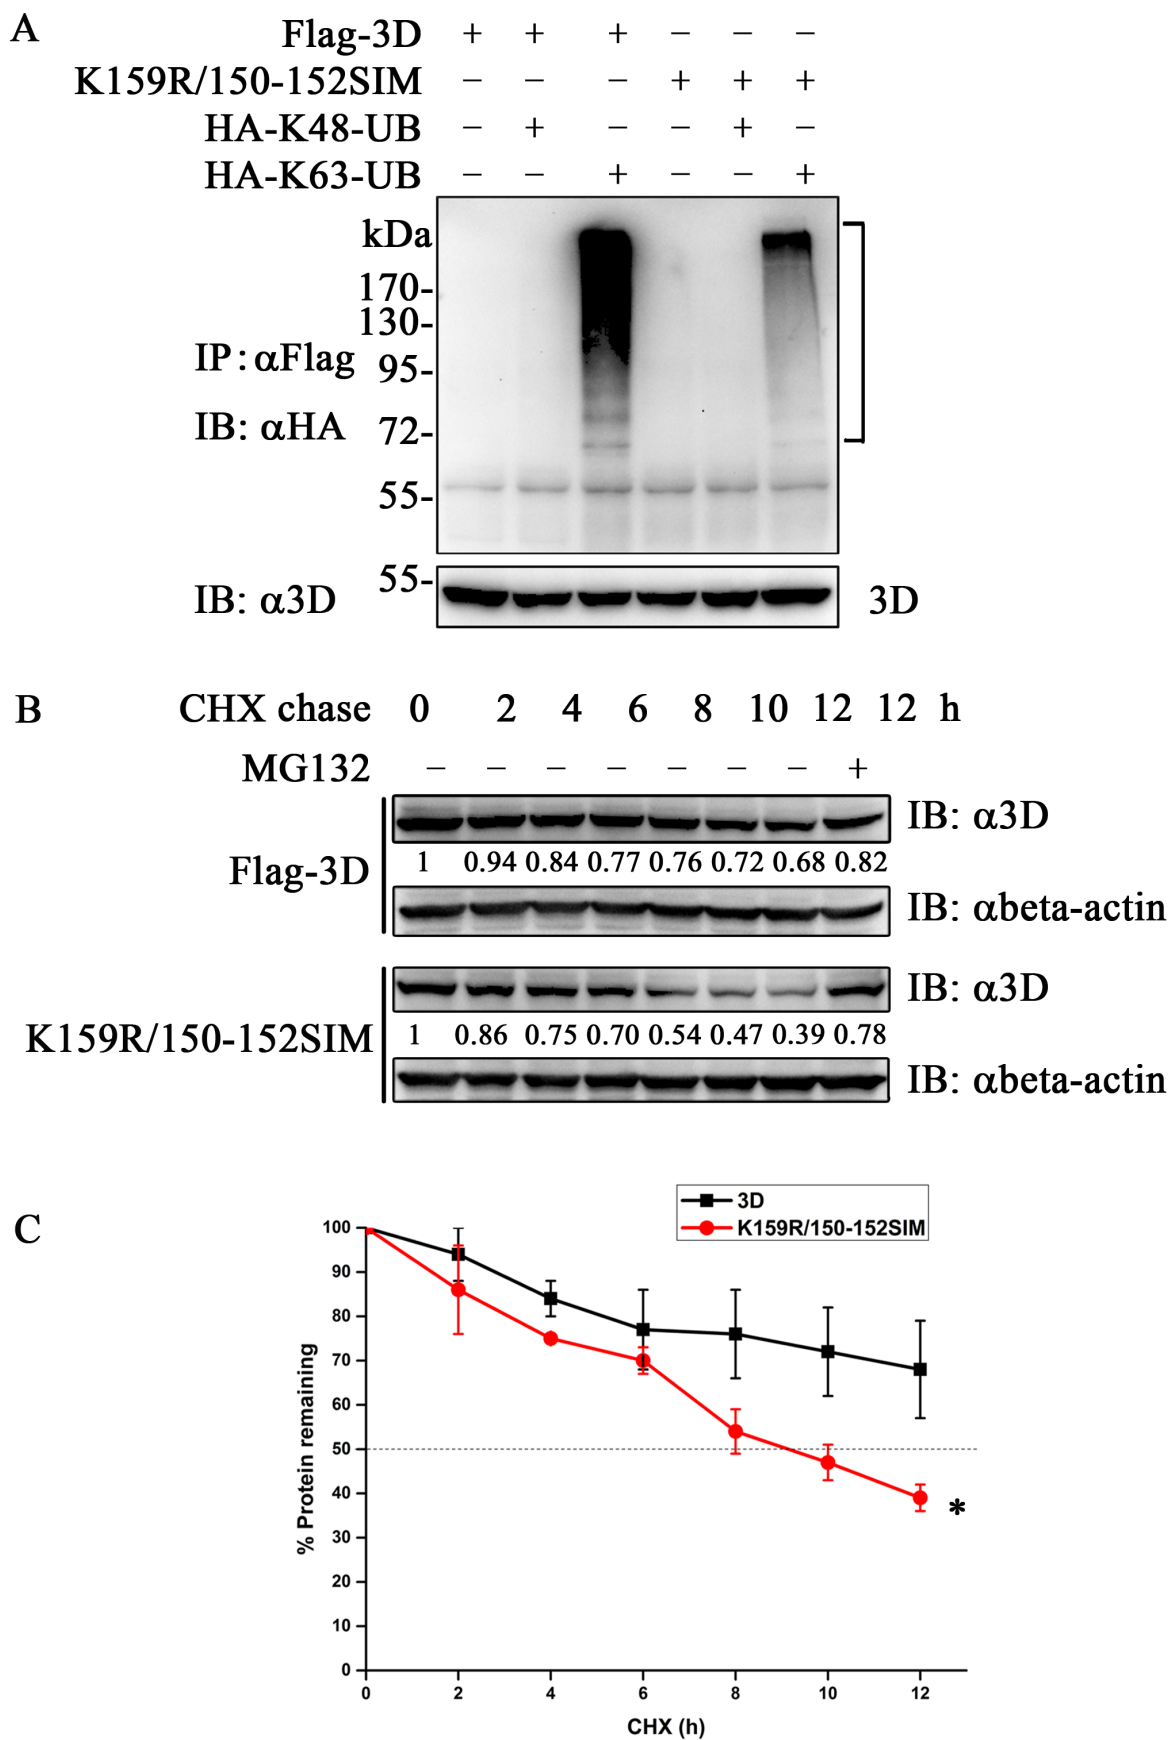 A
Flag-3D + + + − − −
K159R/150-152SIM − − − + + +
HA-K48-UB − + − − + −
HA-K63-UB − − + − − +
kDa
170-
130-
IP: αFlag
95-
IB: αHA
72-
55-
55-
IB: α3D
3D
B
CHX chase 0 2 4 6 8 10 12 12 h
MG132 − − − − − − − +
IB: α3D
Flag-3D
1 0.94 0.84 0.77 0.76 0.72 0.68 0.82
IB: αbeta-actin
IB: α3D
K159R/150-152SIM
1 0.86 0.75 0.70 0.54 0.47 0.39 0.78
IB: αbeta-actin
C
3D
K159R/150-152SIM
100
90
80
70
60
50
40
30
20
10
0
% Protein remaining
*
0 2 4 6 8 10 12
CHX (h)